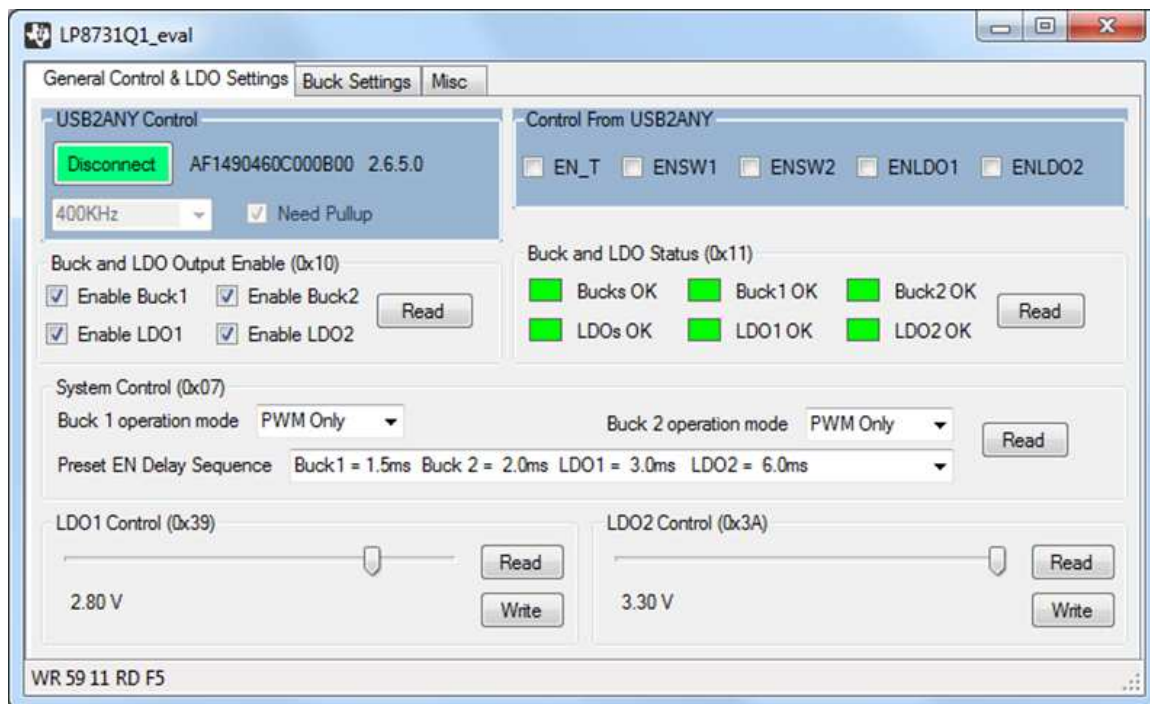 LP8731Q1_eval
General Control & LDO Settings Buck Settings Misc
USB2ANY Control
Disconnect AF1490460C000B00 2.6.5.0
400KHz Need Pullup
Control From USB2ANY
EN_T ENSW1 ENSW2 ENLDO1 ENLDO2
Buck and LDO Output Enable (0x10)
Enable Buck1 Enable Buck2
Enable LDO1 Enable LDO2
Read
Buck and LDO Status (0x11)
Bucks OK Buck1 OK Buck2 OK
LDOs OK LDO1 OK LDO2 OK
Read
System Control (0x07)
Buck 1 operation mode PWM Only Buck 2 operation mode PWM Only
Read
Preset EN Delay Sequence Buck1 = 1.5ms Buck 2 = 2.0ms LDO1 = 3.0ms LDO2 = 6.0ms
LDO1 Control (0x39)
Read
2.80 V Write
LDO2 Control (0x3A)
Read
3.30 V Write
WR 59 11 RD F5